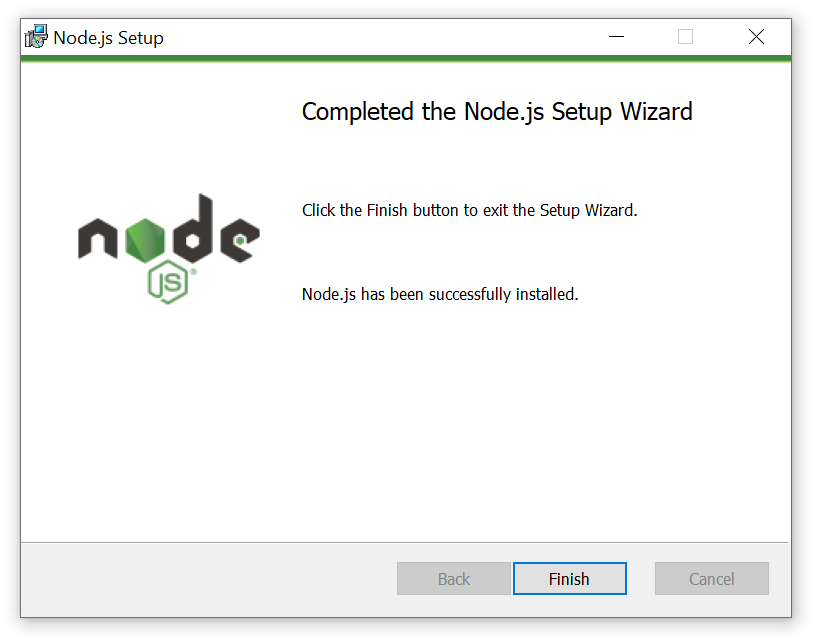 Node.js Setup
Completed the Node.js Setup Wizard
node
JS®
Click the Finish button to exit the Setup Wizard.
Node.js has been successfully installed.
Back
Finish
Cancel